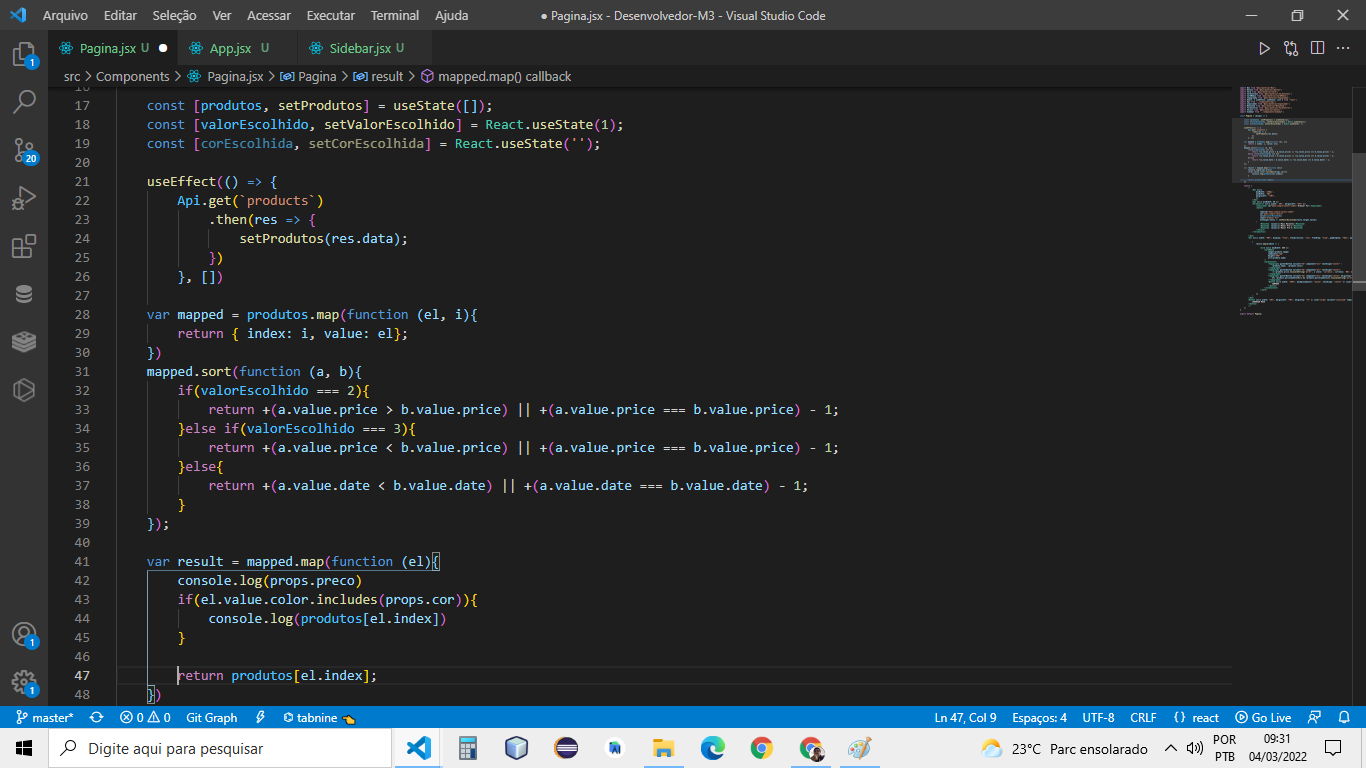 Arquivo Editar Seleção Ver Acessar Executar Terminal Ajuda ● Pagina.jsx - Desenvolvedor-M3 - Visual Studio Code
Pagina.jsx U ● App.jsx U Sidebar.jsx U
src > Components > Pagina.jsx > Pagina > result > mapped.map() callback
16
17 const [produtos, setProdutos] = useState([]);
18 const [valorEscolhido, setValorEscolhido] = React.useState(1);
19 const [corEscolhida, setCorEscolhida] = React.useState('');
20
21 useEffect(() => {
22 Api.get(`products`)
23 .then(res => {
24 setProdutos(res.data);
25 })
26 }, [])
27
28 var mapped = produtos.map(function (el, i){
29 return { index: i, value: el};
30 })
31 mapped.sort(function (a, b){
32 if(valorEscolhido === 2){
33 return +(a.value.price > b.value.price) || +(a.value.price === b.value.price) - 1;
34 }else if(valorEscolhido === 3){
35 return +(a.value.price < b.value.price) || +(a.value.price === b.value.price) - 1;
36 }else{
37 return +(a.value.date < b.value.date) || +(a.value.date === b.value.date) - 1;
38 }
39 });
40
41 var result = mapped.map(function (el){
42 console.log(props.preco)
43 if(el.value.color.includes(props.cor)){
44 console.log(produtos[el.index])
45 }
46
47 return produtos[el.index];
48 })
1
20
1
1
master* 0 0 Git Graph tabnine Ln 47, Col 9 Espaços: 4 UTF-8 CRLF {} react Go Live
Digite aqui para pesquisar 23°C Parc ensolarado POR 09:31
PTB 04/03/2022